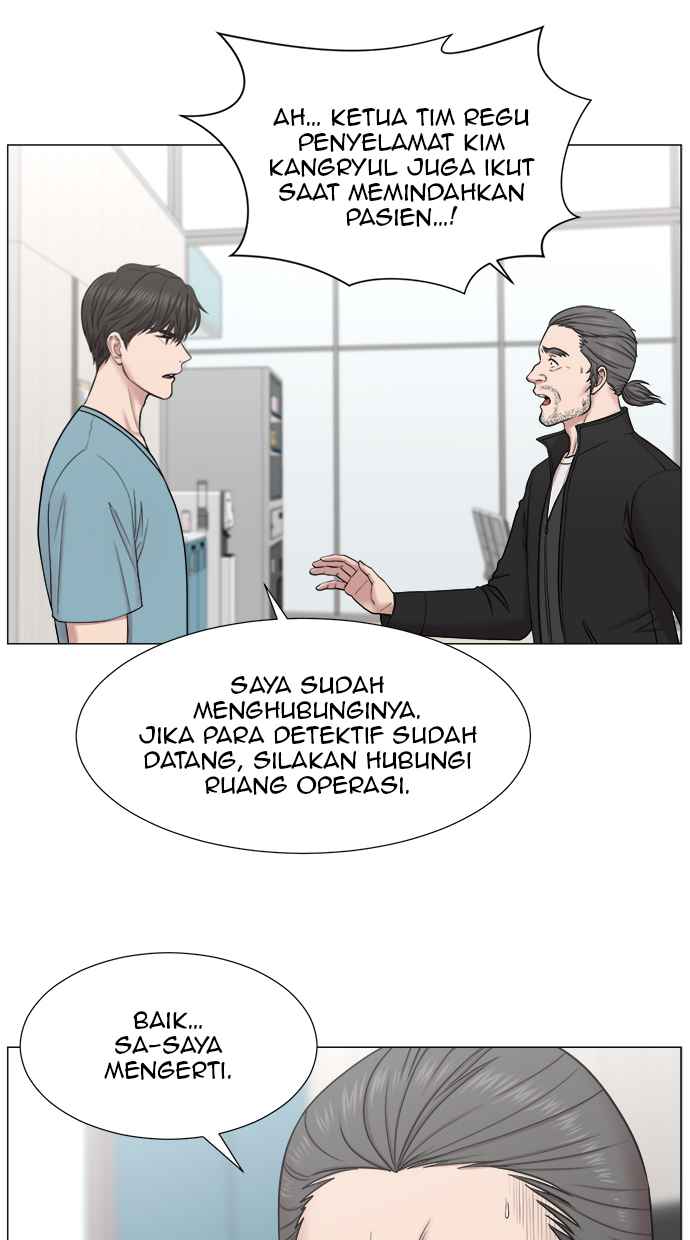 AH... KETUA TIM REGU
PENYELAMAT KIM
KANGRYUL JUGA IKUT
SAAT MEMINDAHKAN
PASIEN...!
SAYA SUDAH
MENGHUBUNGINYA.
JIKA PARA DETEKTIF SUDAH
DATANG, SILAKAN HUBUNGI
RUANG OPERASI.
BAIK...
SA-SAYA
MENGERTI.